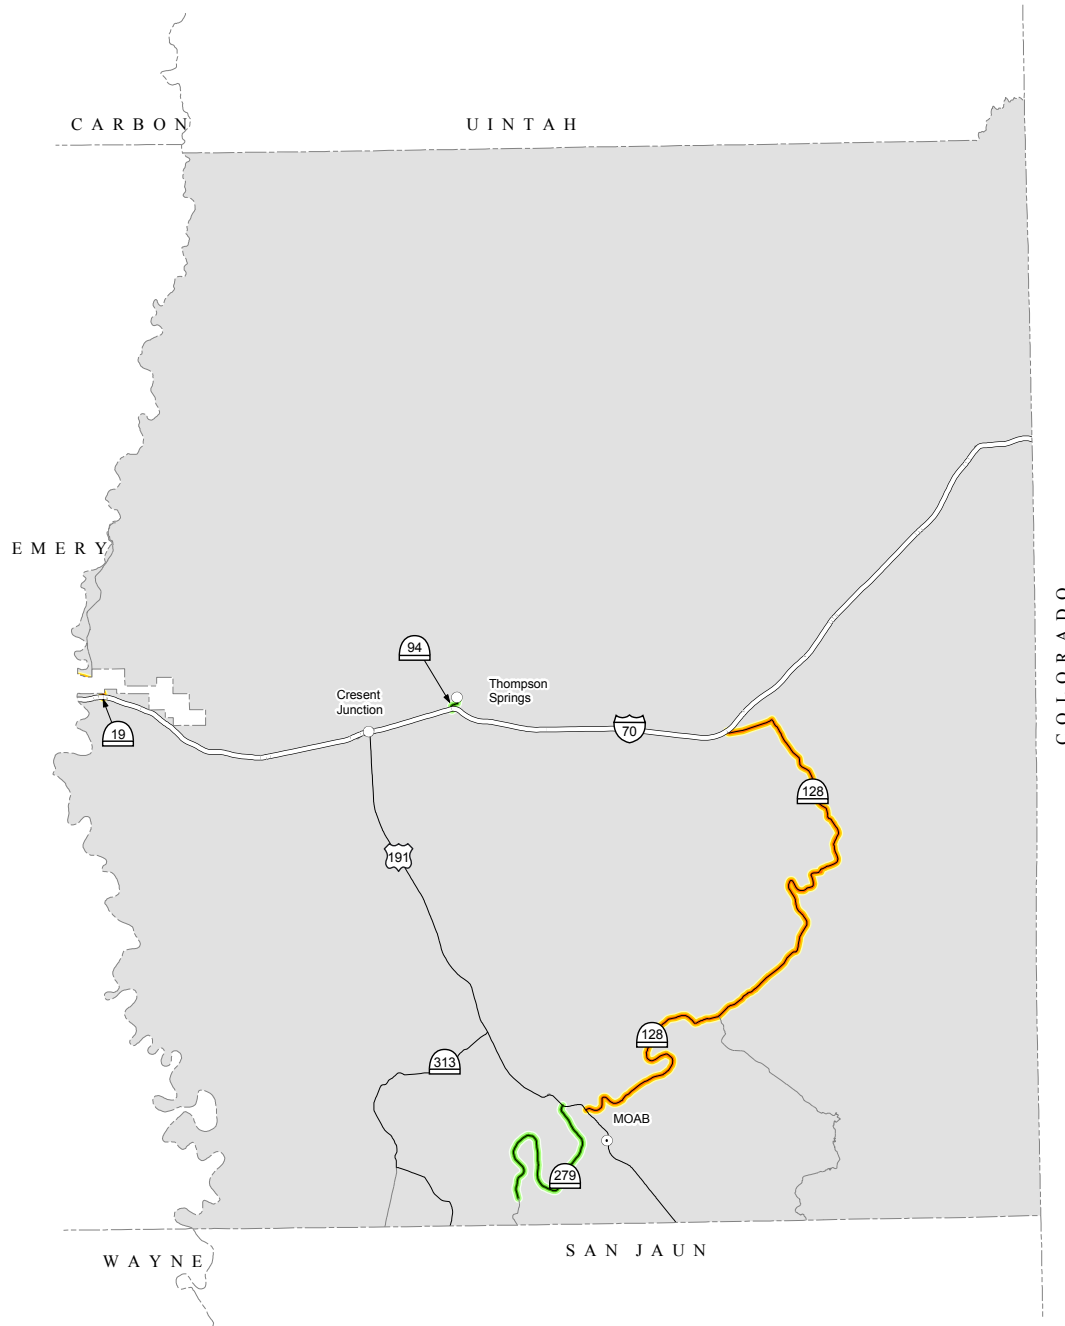 CARBON
UINTAH
EMERY
COLORADO
94
Thompson
Springs
Cresent
Junction
19
70
128
191
128
313
MOAB
279
SAN JAUN
WAYNE